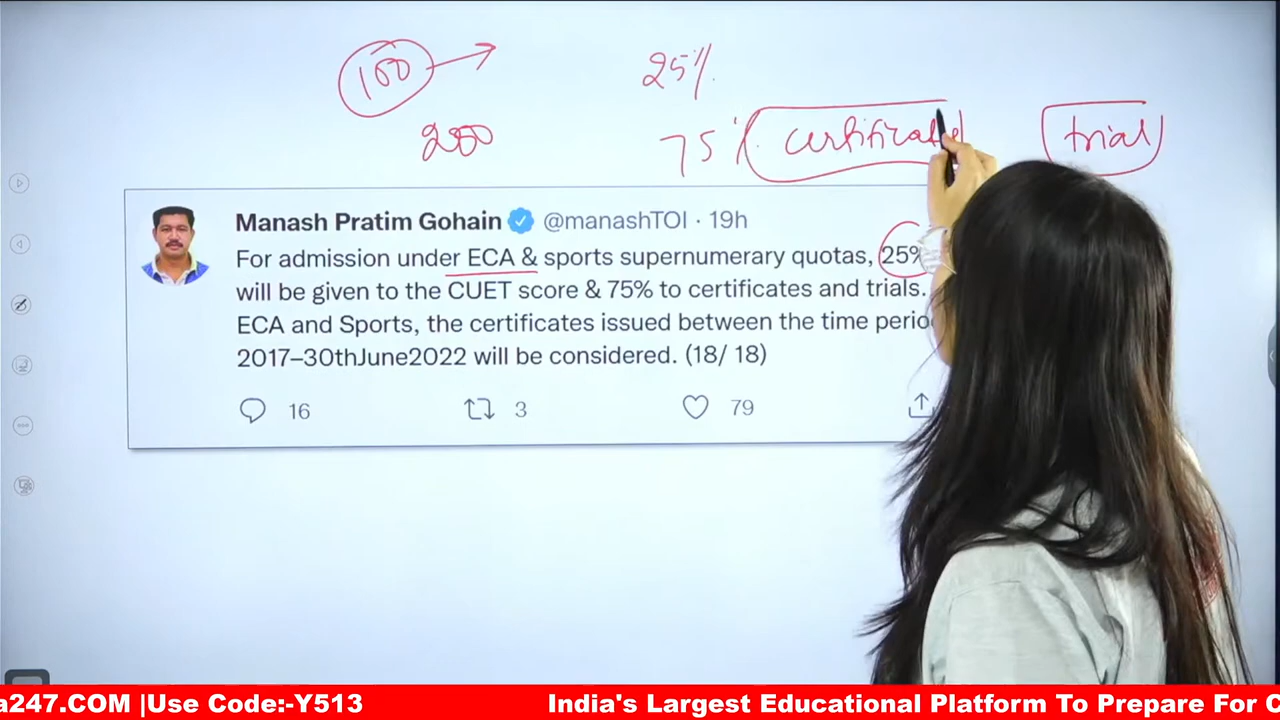 100
25%
200
75% certificate trial
Manash Pratim Gohain @manashTOI · 19h
For admission under ECA & sports supernumerary quotas, 25%
will be given to the CUET score & 75% to certificates and trials.
ECA and Sports, the certificates issued between the time
2017–30thJune2022 will be considered. (18/ 18)
16 3 79
a247.COM |Use Code:-Y513 India's Largest Educational Platform To Prepare For